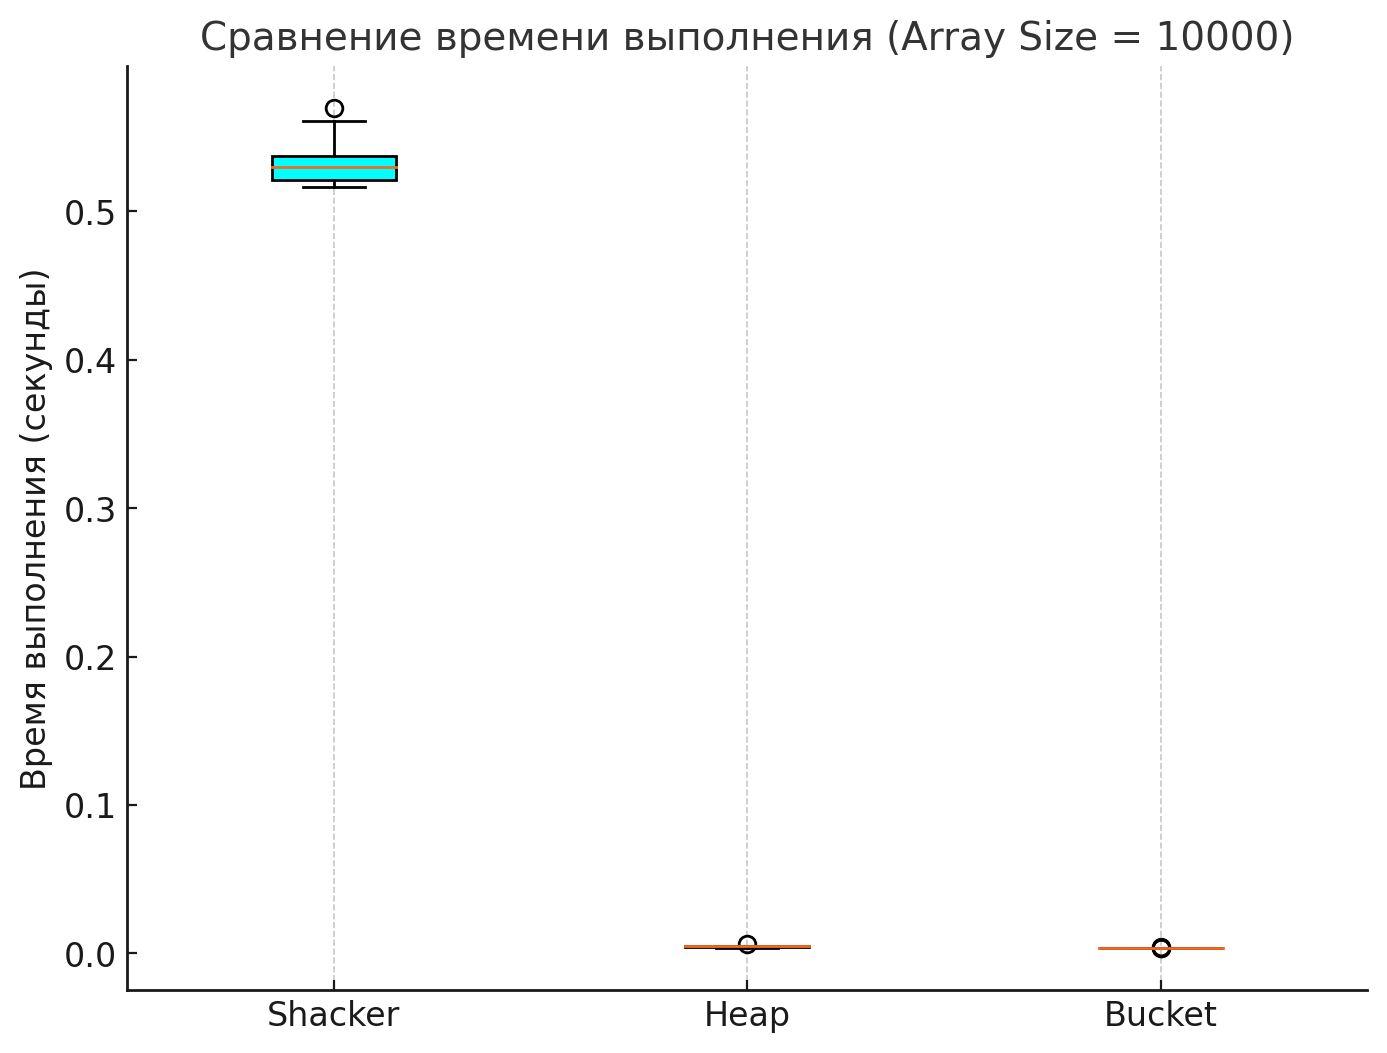 Сравнение времени выполнения (Array Size = 10000)
Время выполнения (секунды)
0.5
0.4
0.3
0.2
0.1
0.0
Shacker
Heap
Bucket